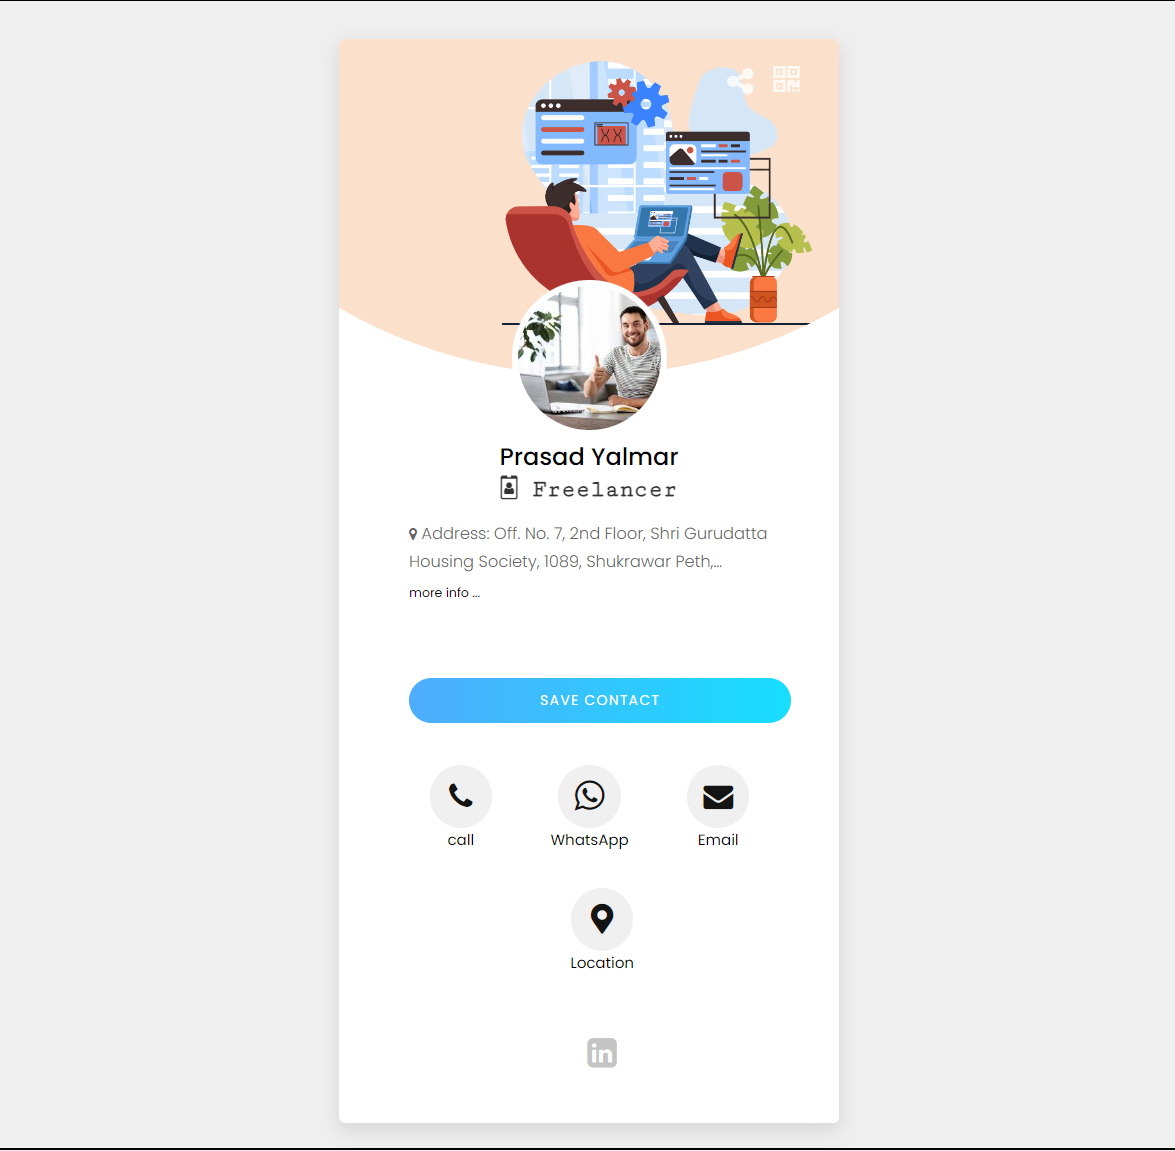 Prasad Yalmar
Freelancer
Address: Off. No. 7, 2nd Floor, Shri Gurudatta
Housing Society, 1089, Shukrawar Peth,...
more info ...
SAVE CONTACT
call
WhatsApp
Email
Location
in